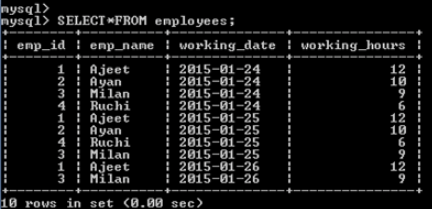 mysql>
mysql> SELECT*FROM employees;
+--------+----------+--------------+---------------+
| emp_id | emp_name | working_date | working_hours |
+--------+----------+--------------+---------------+
| 1 | Ajeet | 2015-01-24 | 12 |
| 2 | Ayan | 2015-01-24 | 10 |
| 3 | Milan | 2015-01-24 | 9 |
| 4 | Ruchi | 2015-01-24 | 6 |
| 1 | Ajeet | 2015-01-25 | 12 |
| 2 | Ayan | 2015-01-25 | 10 |
| 4 | Ruchi | 2015-01-25 | 6 |
| 3 | Milan | 2015-01-25 | 9 |
| 1 | Ajeet | 2015-01-26 | 12 |
| 3 | Milan | 2015-01-26 | 9 |
+--------+----------+--------------+---------------+
10 rows in set (0.00 sec)